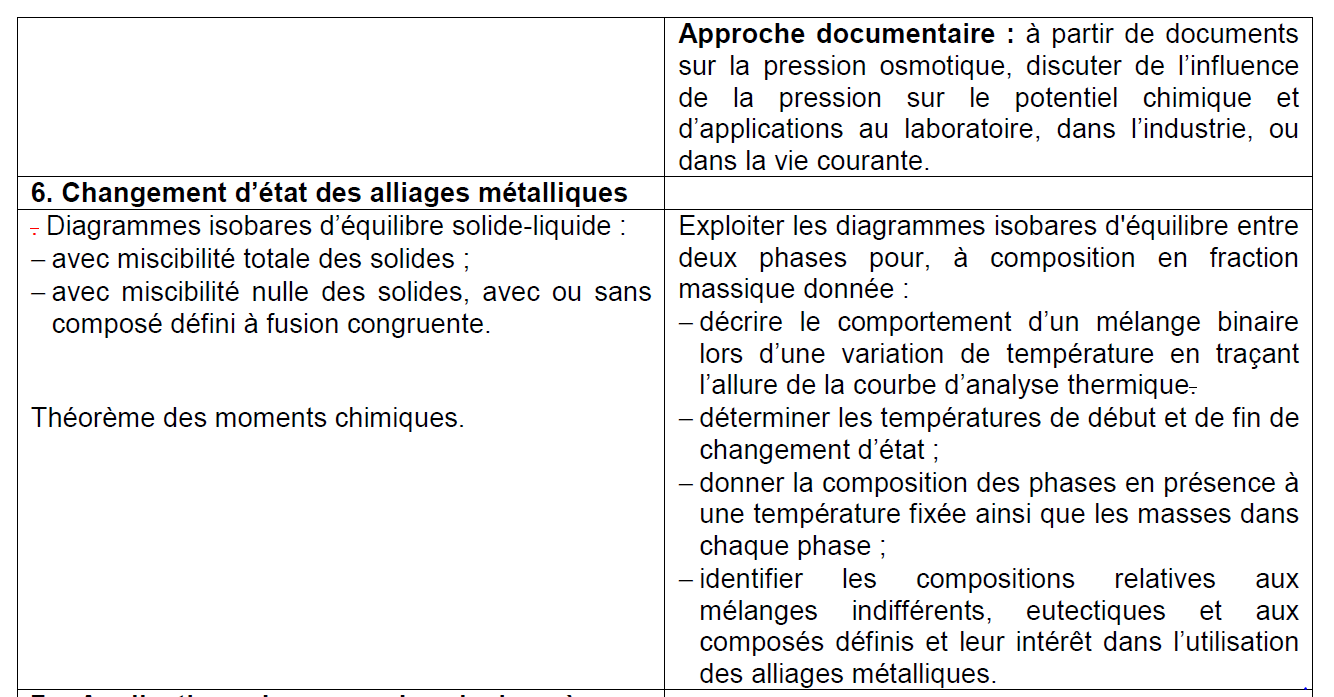 Approche documentaire : à partir de documents
sur la pression osmotique, discuter de l’influence
de la pression sur le potentiel chimique et
d’applications au laboratoire, dans l’industrie, ou
dans la vie courante.
6. Changement d’état des alliages métalliques
. Diagrammes isobares d’équilibre solide-liquide :
– avec miscibilité totale des solides ;
– avec miscibilité nulle des solides, avec ou sans
composé défini à fusion congruente.
Théorème des moments chimiques.
Exploiter les diagrammes isobares d'équilibre entre
deux phases pour, à composition en fraction
massique donnée :
– décrire le comportement d’un mélange binaire
lors d’une variation de température en traçant
l’allure de la courbe d’analyse thermique.
– déterminer les températures de début et de fin de
changement d’état ;
– donner la composition des phases en présence à
une température fixée ainsi que les masses dans
chaque phase ;
– identifier les compositions relatives aux
mélanges indifférents, eutectiques et aux
composés définis et leur intérêt dans l’utilisation
des alliages métalliques.